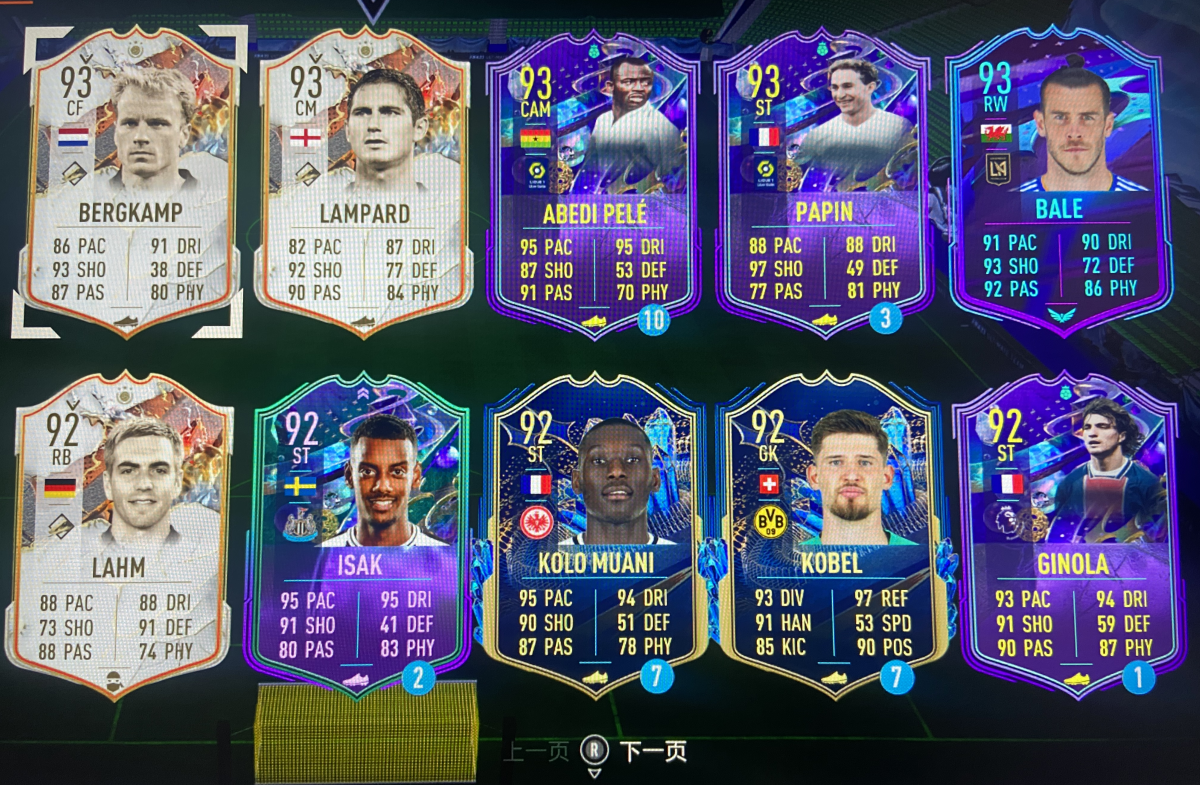 93
CF
BERGKAMP
86 PAC 91 DRI
93 SHO 38 DEF
87 PAS 80 PHY
93
CM
LAMPARD
82 PAC 87 DRI
92 SHO 77 DEF
90 PAS 84 PHY
93
CAM
ABEDI PELÉ
95 PAC 95 DRI
87 SHO 53 DEF
91 PAS 70 PHY
10
93
ST
PAPIN
88 PAC 88 DRI
97 SHO 49 DEF
77 PAS 81 PHY
3
93
RW
LA
BALE
91 PAC 90 DRI
93 SHO 72 DEF
92 PAS 86 PHY
92
RB
LAHM
88 PAC 88 DRI
73 SHO 91 DEF
88 PAS 74 PHY
92
ST
ISAK
95 PAC 95 DRI
91 SHO 41 DEF
80 PAS 83 PHY
2
92
ST
KOLO MUANI
95 PAC 94 DRI
90 SHO 51 DEF
87 PAS 78 PHY
7
92
GK
BVB
09
KOBEL
93 DIV 97 REF
91 HAN 53 SPD
85 KIC 90 POS
7
92
ST
GINOLA
93 PAC 94 DRI
91 SHO 59 DEF
90 PAS 87 PHY
1
上一页 R 下一页